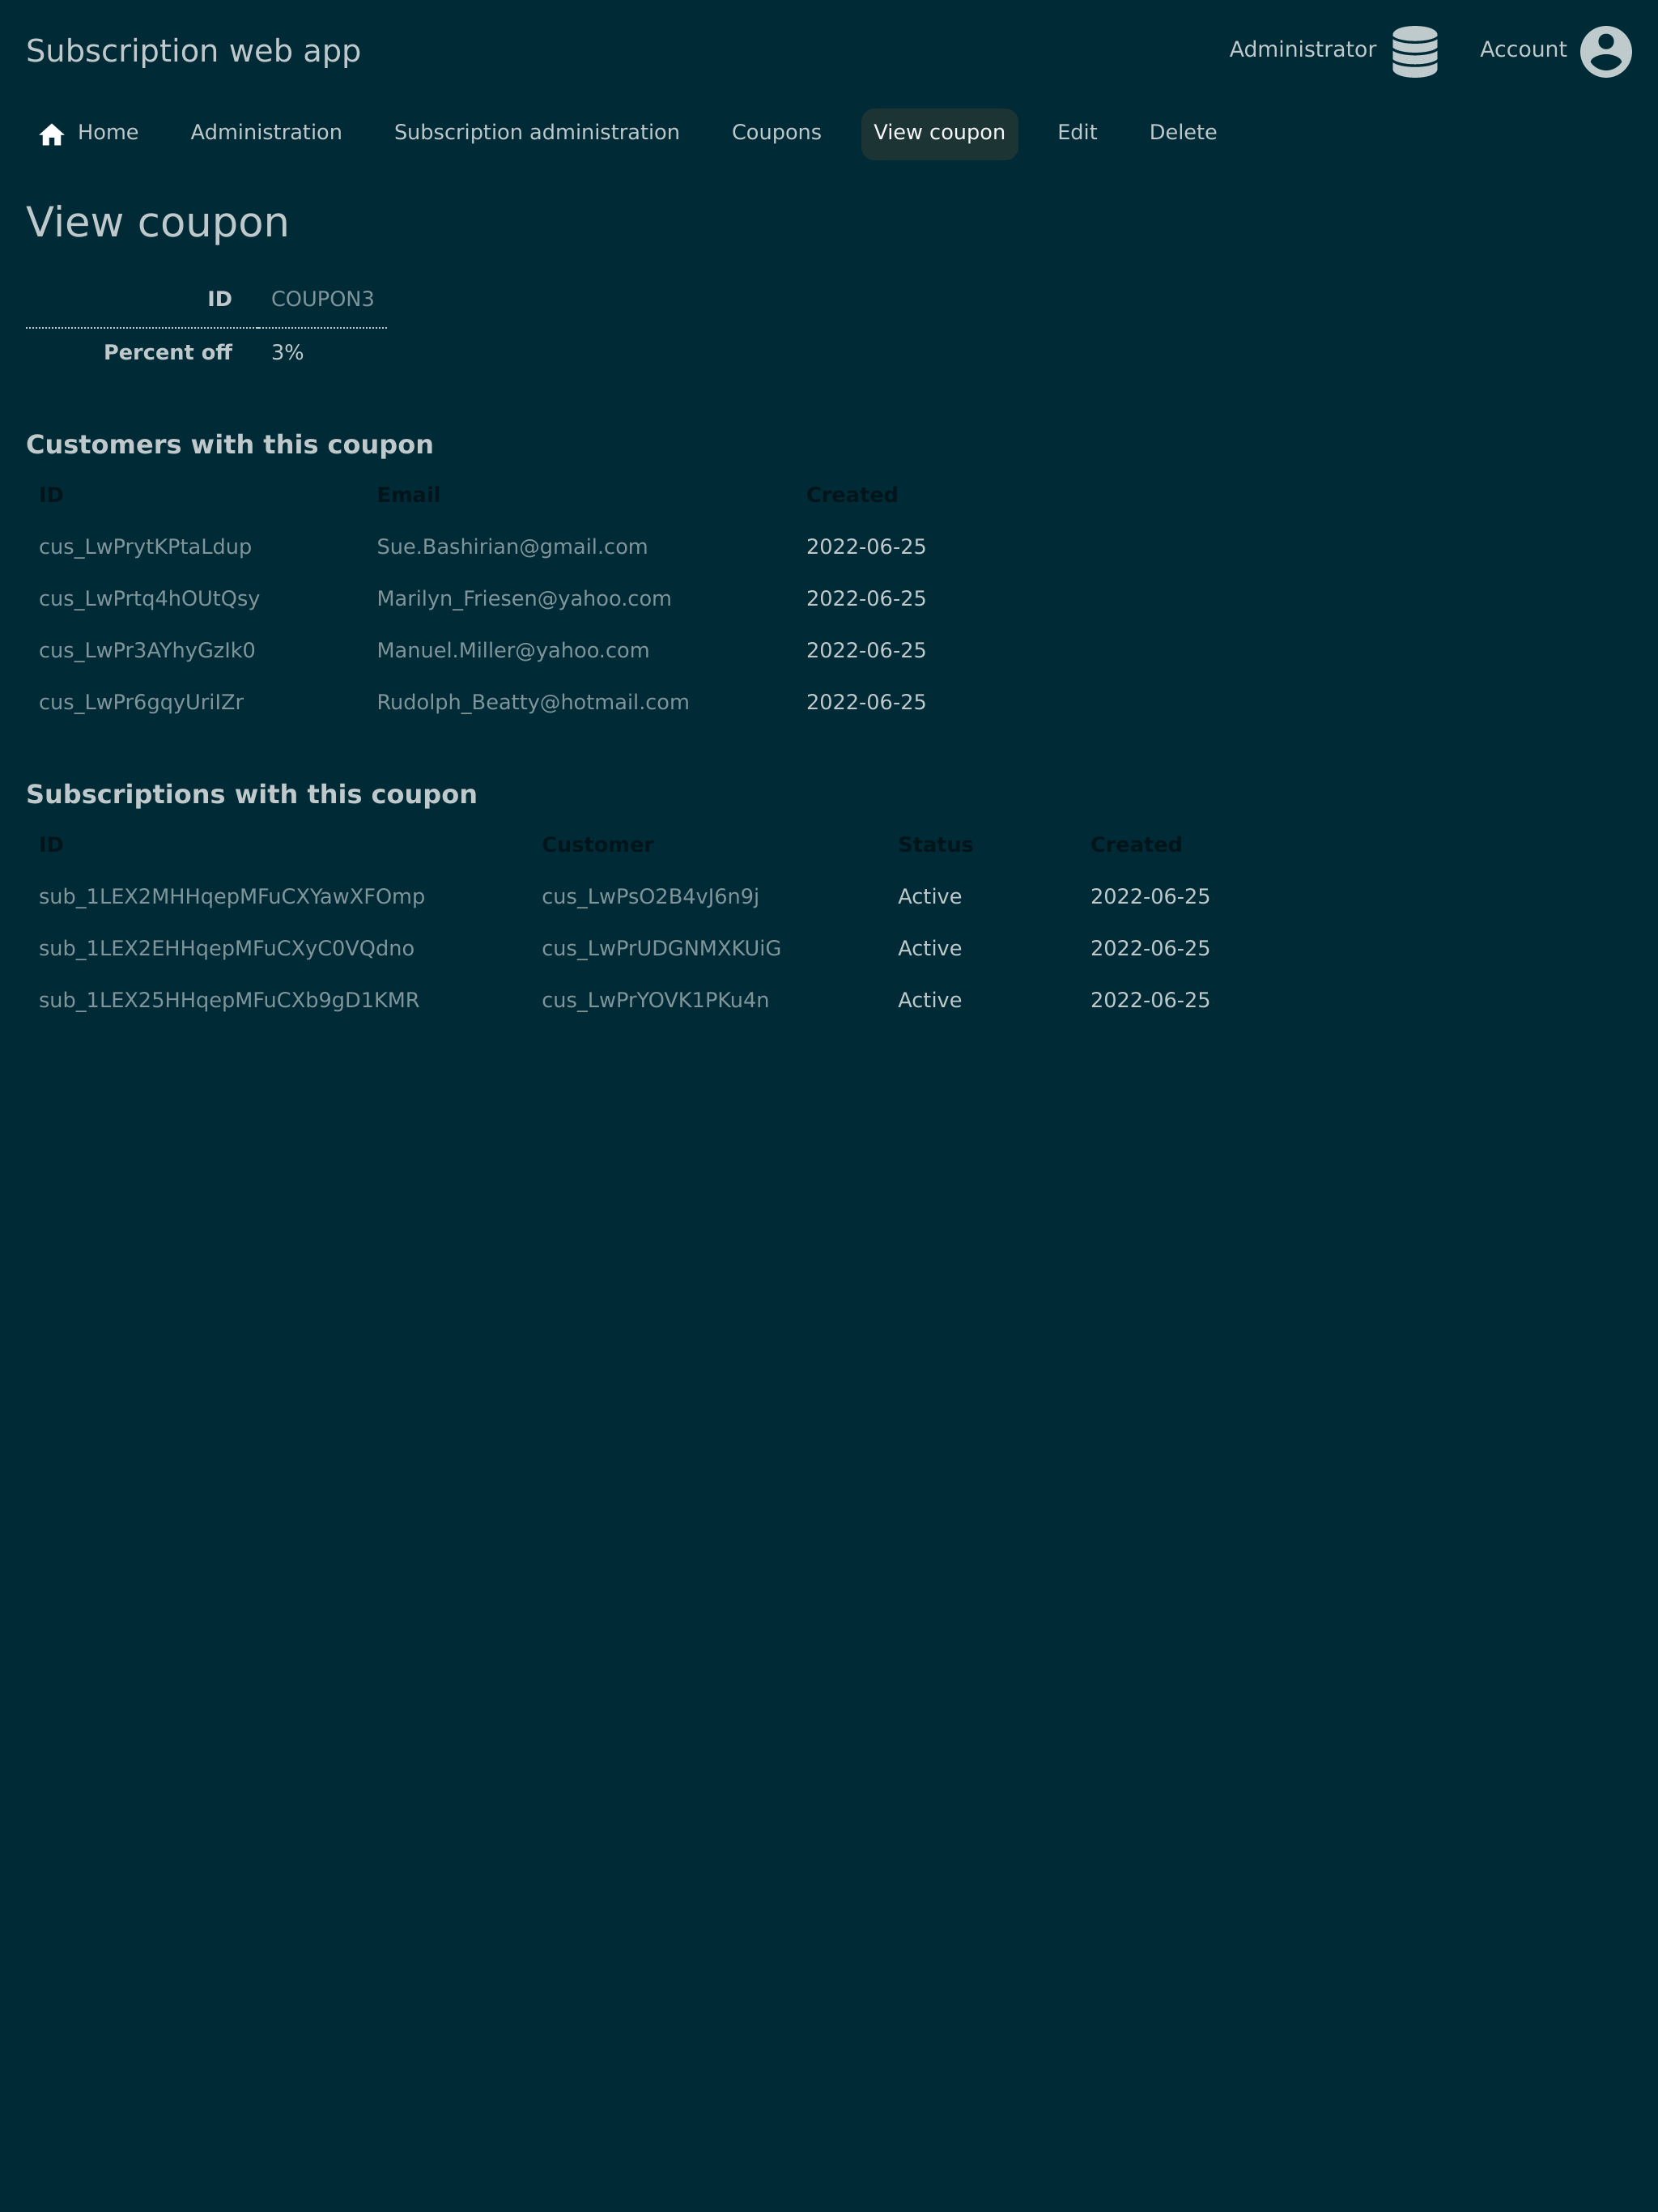 Subscription web app Administrator Account
Home Administration Subscription administration Coupons View coupon Edit Delete
View coupon
ID COUPON3
Percent off 3%
Customers with this coupon
ID Email Created
cus_LwPrytKPtaLdup Sue.Bashirian@gmail.com 2022-06-25
cus_LwPrtq4hOUtQsy Marilyn_Friesen@yahoo.com 2022-06-25
cus_LwPr3AYhyGzIk0 Manuel.Miller@yahoo.com 2022-06-25
cus_LwPr6gqyUriIZr Rudolph_Beatty@hotmail.com 2022-06-25
Subscriptions with this coupon
ID Customer Status Created
sub_1LEX2MHHqepMFuCXYawXFOmp cus_LwPsO2B4vJ6n9j Active 2022-06-25
sub_1LEX2EHHqepMFuCXyC0VQdno cus_LwPrUDGNMXKUiG Active 2022-06-25
sub_1LEX25HHqepMFuCXb9gD1KMR cus_LwPrYOVK1PKu4n Active 2022-06-25